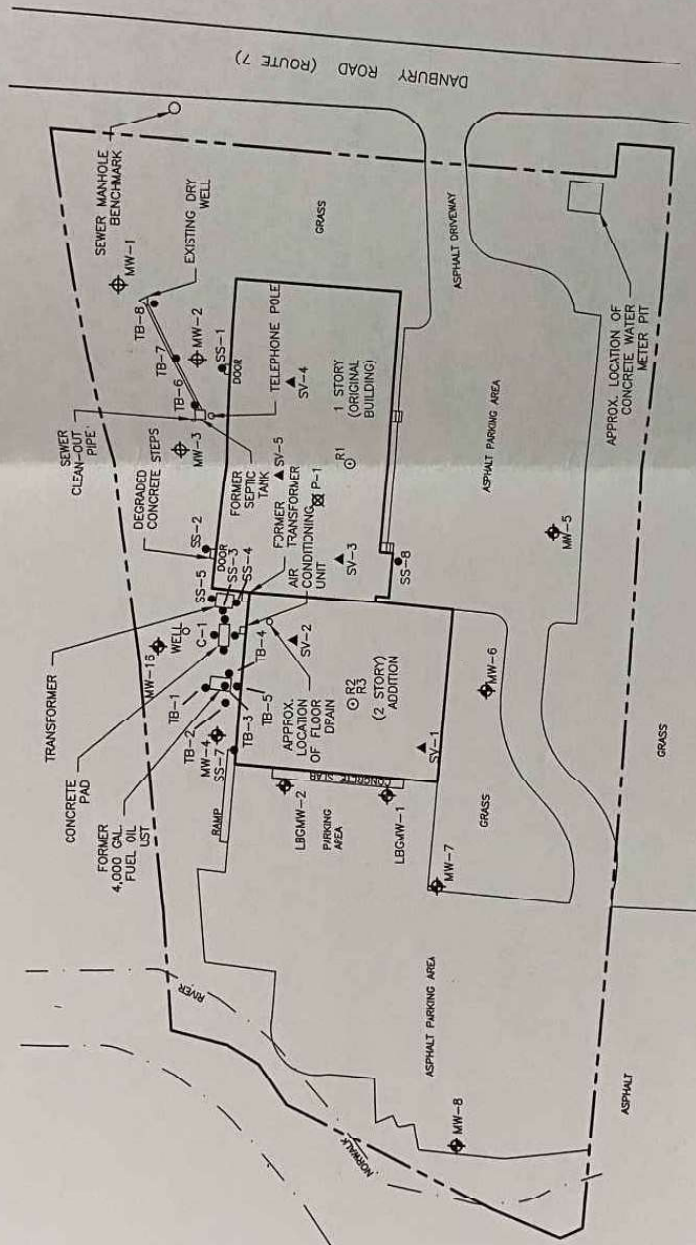 DANBURY ROAD (ROUTE 7)
SEWER MANHOLE
BENCHMARK
MW-1
EXISTING DRY
WELL
GRASS
TB-8
TB-7
TB-6
MW-2
SS-1
DOOR
TELEPHONE POLE
SEWER
CLEAN-OUT
PIPE
MW-3
FORMER
SEPTIC
TANK
DEGRADED
CONCRETE STEPS
SS-2
DOOR
SV-4
SV-5
1 STORY
(ORIGINAL
BUILDING)
R1
P-1
SV-3
FORMER
TRANSFORMER
AIR
CONDITIONING
UNIT
SS-5
SS-3
SS-4
SS-8
TRANSFORMER
CONCRETE
PAD
FORMER
4,000 GAL.
FUEL OIL
UST
MW-15
WELL
C-1
TB-1
TB-2
TB-3
TB-4
TB-5
MW-4
SS-7
RAMP
APPROX.
LOCATION
OF FLOOR
DRAIN
SV-2
R2
R3
(2 STORY)
ADDITION
SV-1
CONCRETE SLAB
LBGMW-2
LBGMW-1
PARKING
AREA
ASPHALT DRIVEWAY
ASPHALT PARKING AREA
APPROX. LOCATION OF
CONCRETE WATER
METER PIT
MW-5
MW-6
MW-7
GRASS
GRASS
ASPHALT PARKING AREA
MW-8
ASPHALT
NORWALK
RIVER